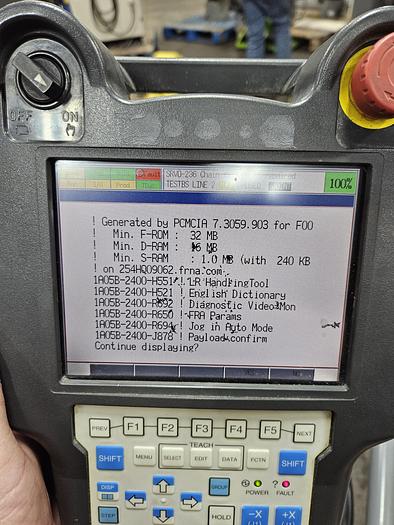 OFF ON
Fault
SRVO-236 Chain
TESTBS LINE 2
100%
! Generated by PCMCIA 7.3059.903 for F00
! Min. F-ROM : 32 MB
! Min. D-RAM : 16 MB
! Min. S-RAM : 1.0 MB (with 240 KB
! on 254HQ09062.frna.com
1A05B-2400-H551 ! LR HandlingTool
1A05B-2400-H521 ! English Dictionary
1A05B-2400-R692 ! Diagnostic Video Mon
1A05B-2400-R650 ! FRA Params
1A05B-2400-R694 ! Jog in Auto Mode
1A05B-2400-J878 ! Payload confirm
Continue displaying?
PREV F1 F2 F3 F4 F5 NEXT
TEACH
SHIFT MENU SELECT EDIT DATA FCTN SHIFT
DISP GROUP POWER FAULT
STEP HOLD -X +X
(J1) (J1)